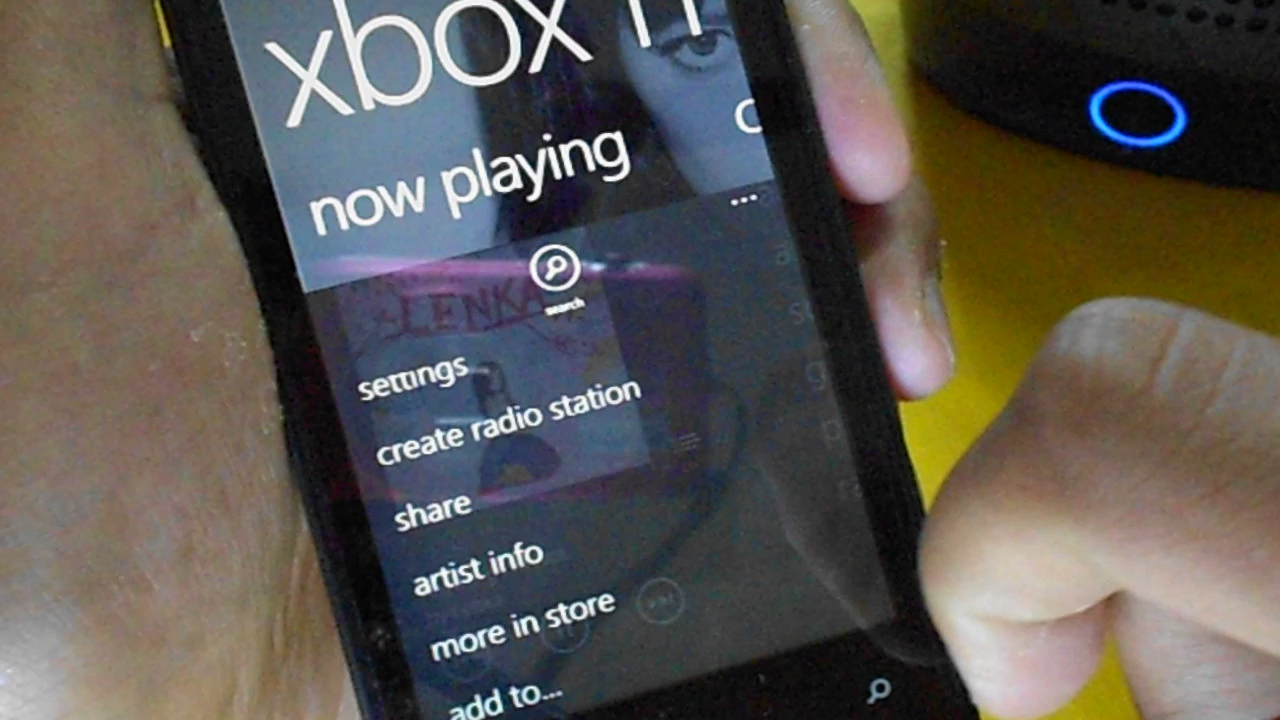 xbox
now playing
search
LENKA
settings
create radio station
share
artist info
more in store
add to...